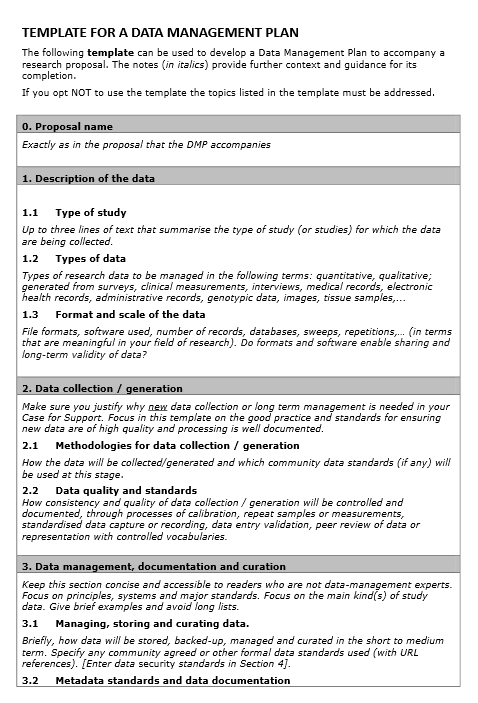 TEMPLATE FOR A DATA MANAGEMENT PLAN
The following template can be used to develop a Data Management Plan to accompany a
research proposal. The notes (in italics) provide further context and guidance for its
completion.
If you opt NOT to use the template the topics listed in the template must be addressed.
0. Proposal name
Exactly as in the proposal that the DMP accompanies
1. Description of the data
1.1 Type of study
Up to three lines of text that summarise the type of study (or studies) for which the data
are being collected.
1.2 Types of data
Types of research data to be managed in the following terms: quantitative, qualitative;
generated from surveys, clinical measurements, interviews, medical records, electronic
health records, administrative records, genotypic data, images, tissue samples,...
1.3 Format and scale of the data
File formats, software used, number of records, databases, sweeps, repetitions,... (in terms
that are meaningful in your field of research). Do formats and software enable sharing and
long-term validity of data?
2. Data collection / generation
Make sure you justify why new data collection or long term management is needed in your
Case for Support. Focus in this template on the good practice and standards for ensuring
new data are of high quality and processing is well documented.
2.1 Methodologies for data collection / generation
How the data will be collected/generated and which community data standards (if any) will
be used at this stage.
2.2 Data quality and standards
How consistency and quality of data collection / generation will be controlled and
documented, through processes of calibration, repeat samples or measurements,
standardised data capture or recording, data entry validation, peer review of data or
representation with controlled vocabularies.
3. Data management, documentation and curation
Keep this section concise and accessible to readers who are not data-management experts.
Focus on principles, systems and major standards. Focus on the main kind(s) of study
data. Give brief examples and avoid long lists.
3.1 Managing, storing and curating data.
Briefly, how data will be stored, backed-up, managed and curated in the short to medium
term. Specify any community agreed or other formal data standards used (with URL
references). [Enter data security standards in Section 4].
3.2 Metadata standards and data documentation